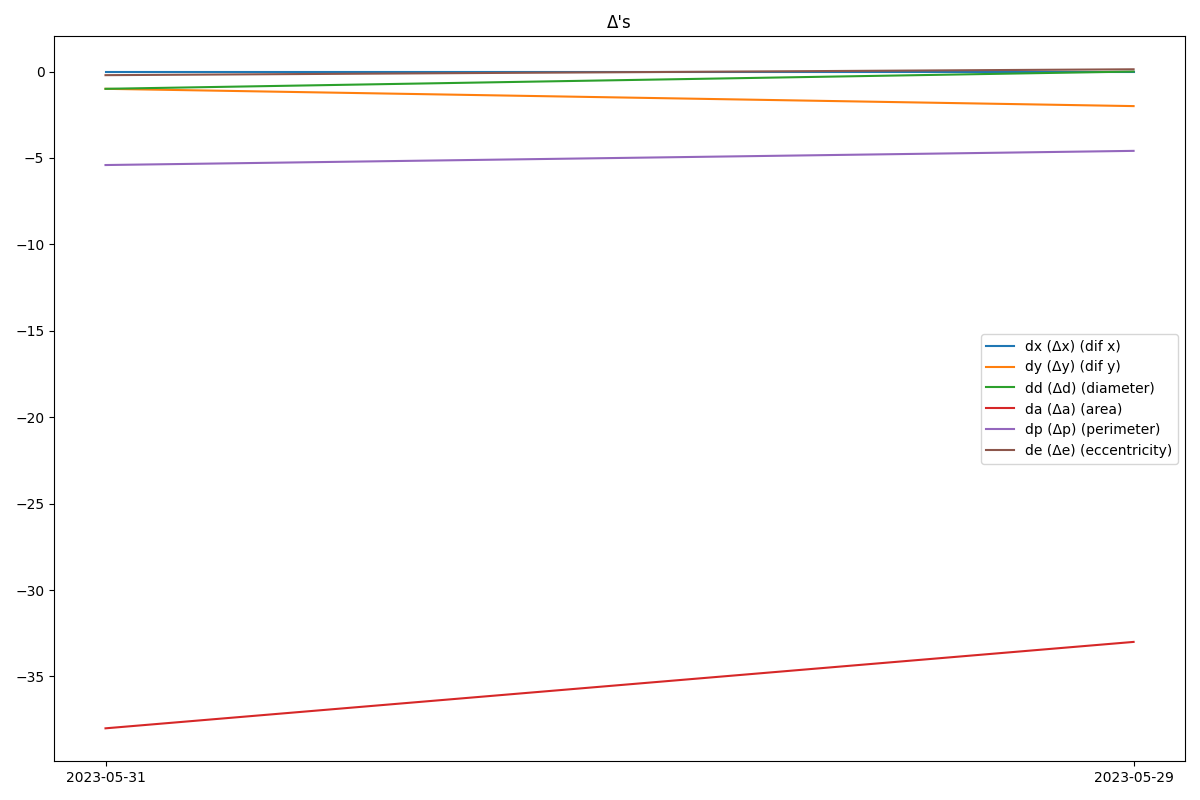 Δ's
0
−5
−10
−15
−20
−25
−30
−35
dx (Δx) (dif x)
dy (Δy) (dif y)
dd (Δd) (diameter)
da (Δa) (area)
dp (Δp) (perimeter)
de (Δe) (eccentricity)
2023-05-31 2023-05-29